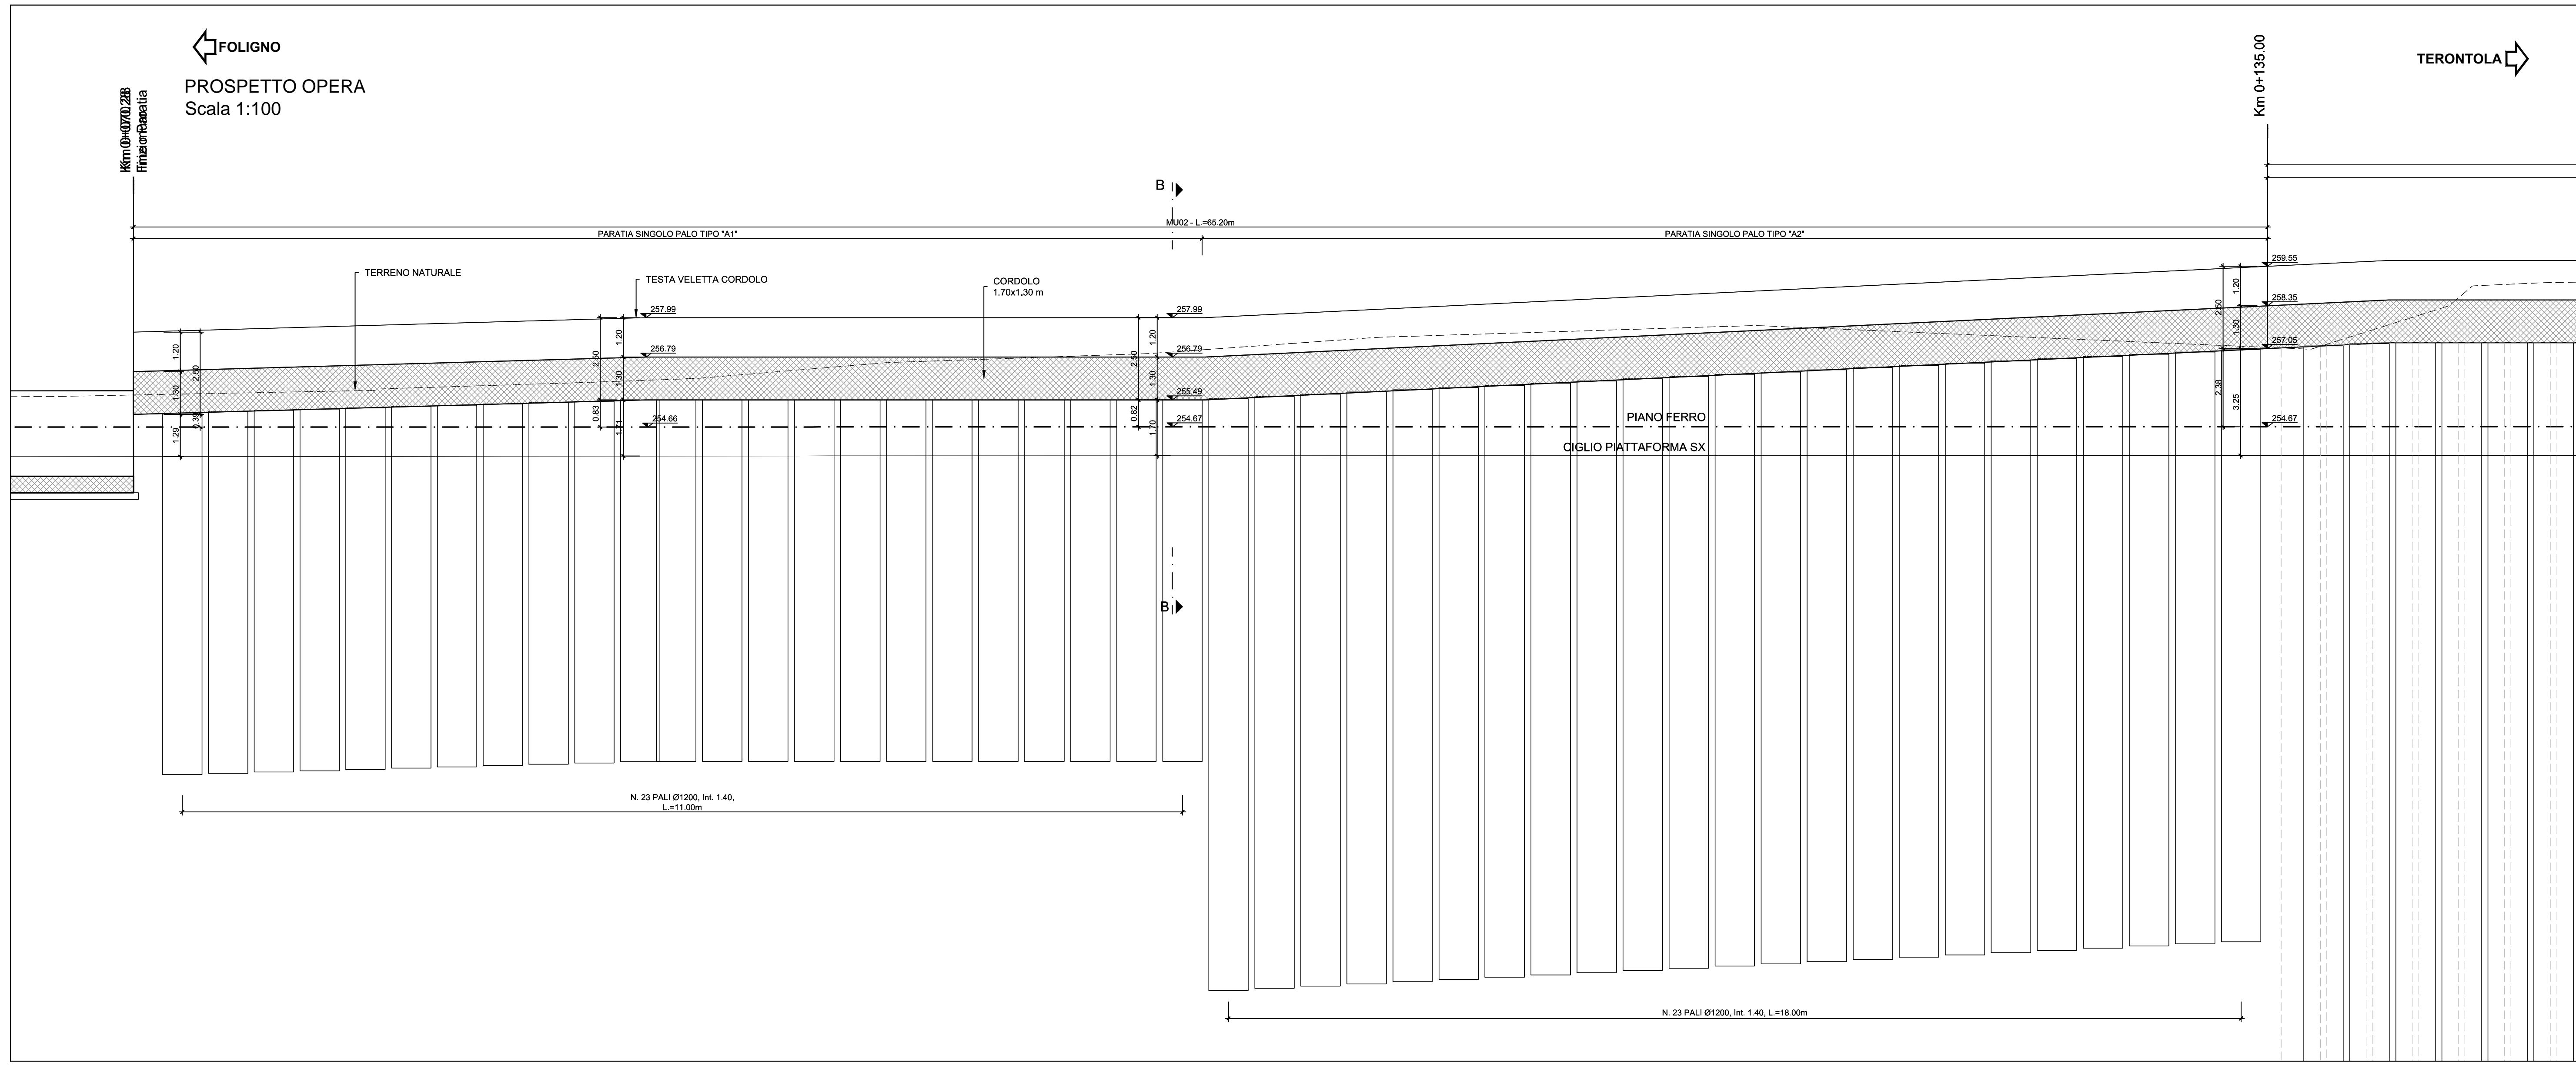 FOLIGNO
PROSPETTO OPERA
Scala 1:100
TERONTOLA
Km 0+135.00
B
MU02 - L.=65.20m
PARATIA SINGOLO PALO TIPO "A1"
PARATIA SINGOLO PALO TIPO "A2"
TERRENO NATURALE
TESTA VELETTA CORDOLO
CORDOLO
1.70x1.30 m
257.99
257.99
259.55
258.35
257.05
256.79
256.79
255.49
254.66
254.67
254.67
1.20
1.30
1.29
2.50
0.39
2.50
0.83
1.20
1.30
1.71
2.50
0.82
1.20
1.30
1.70
2.50
2.38
1.20
1.30
3.25
PIANO FERRO
CIGLIO PIATTAFORMA SX
B
N. 23 PALI Ø1200, Int. 1.40,
L.=11.00m
N. 23 PALI Ø1200, Int. 1.40, L.=18.00m